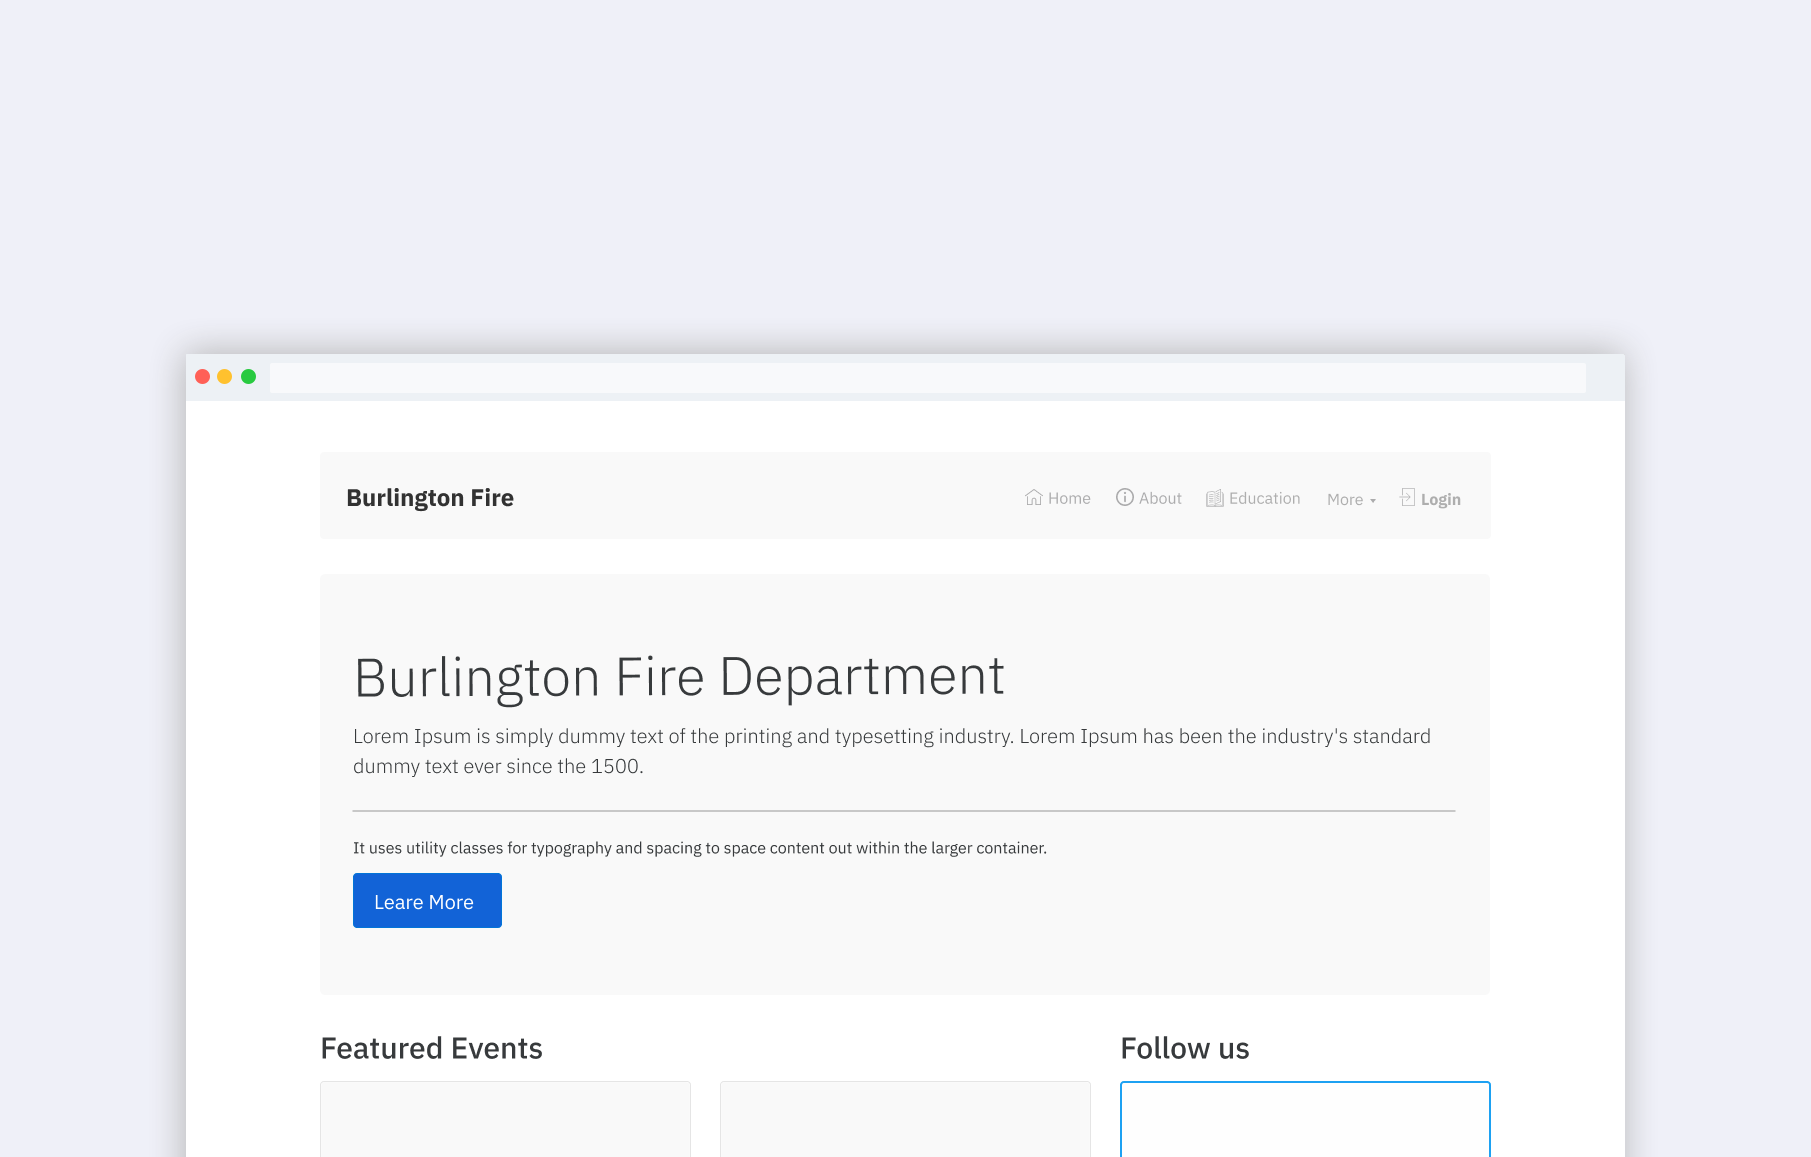 Burlington Fire
Home About Education More Login
Burlington Fire Department
Lorem Ipsum is simply dummy text of the printing and typesetting industry. Lorem Ipsum has been the industry's standard
dummy text ever since the 1500.
It uses utility classes for typography and spacing to space content out within the larger container.
Leare More
Featured Events
Follow us